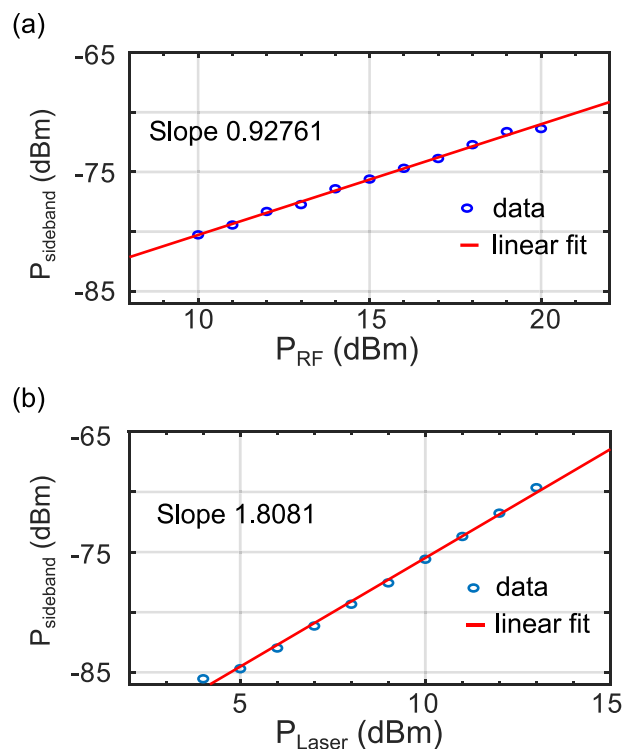 (a)
-65
-75
-85
P_sideband (dBm)
Slope 0.92761
data
linear fit
10
15
20
P_RF (dBm)
(b)
-65
-75
-85
P_sideband (dBm)
Slope 1.8081
data
linear fit
5
10
15
P_Laser (dBm)